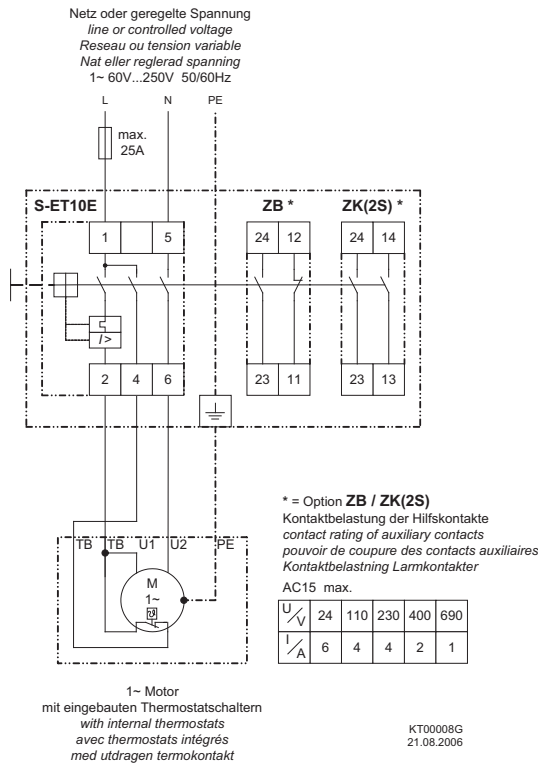 Netz oder geregelte Spannung
line or controlled voltage
Reseau ou tension variable
Nat eller reglerad spanning
1~ 60V...250V 50/60Hz
L N PE
max.
25A
S-ET10E ZB * ZK(2S) *
1 5 24 12 24 14
I >
2 4 6 23 11 23 13
TB TB U1 U2 PE
M
1~
ϑ
* = Option ZB / ZK(2S)
Kontaktbelastung der Hilfskontakte
contact rating of auxiliary contacts
pouvoir de coupure des contacts auxiliaires
Kontaktbelastning Larmkontakter
AC15 max.
U/V 24 110 230 400 690
I/A 6 4 4 2 1
1~ Motor
mit eingebauten Thermostatschaltern
with internal thermostats
avec thermostats intégrés
med utdragen termokontakt
KT00008G
21.08.2006